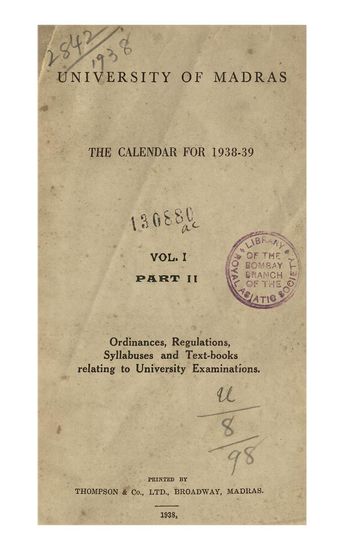 2842
1938
UNIVERSITY OF MADRAS
THE CALENDAR FOR 1938-39
130880
ac
VOL. I
PART II
LIBRARY
OF THE
BOMBAY
BRANCH
OF THE
ROYAL ASIATIC SOCIETY
Ordinances, Regulations,
Syllabuses and Text-books
relating to University Examinations.
u
8
98
PRINTED BY
THOMPSON & Co., LTD., BROADWAY, MADRAS.
1938.